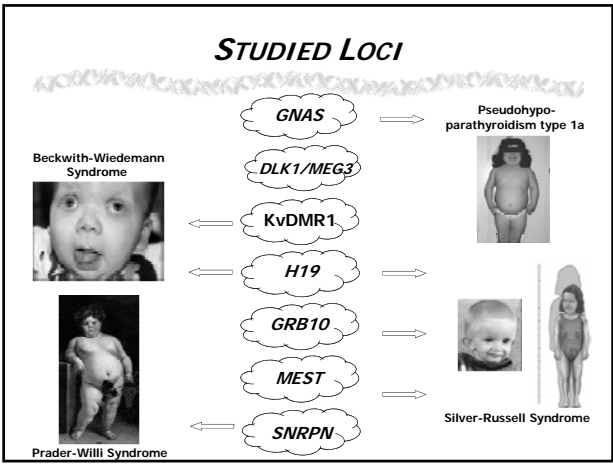 STUDIED LOCI
GNAS
Pseudohypo-
parathyroidism type 1a
Beckwith-Wiedemann
Syndrome
DLK1/MEG3
KvDMR1
H19
GRB10
MEST
SNRPN
Silver-Russell Syndrome
Prader-Willi Syndrome